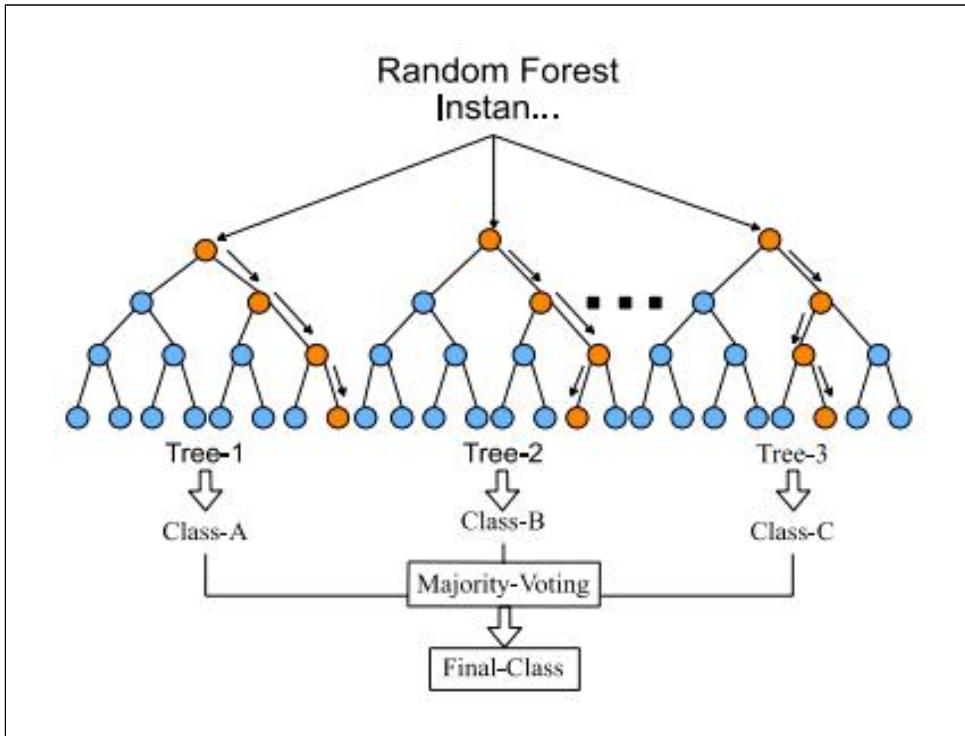 Random Forest
Instan...
Tree-1
Tree-2
Tree-3
Class-A
Class-B
Class-C
Majority-Voting
Final-Class